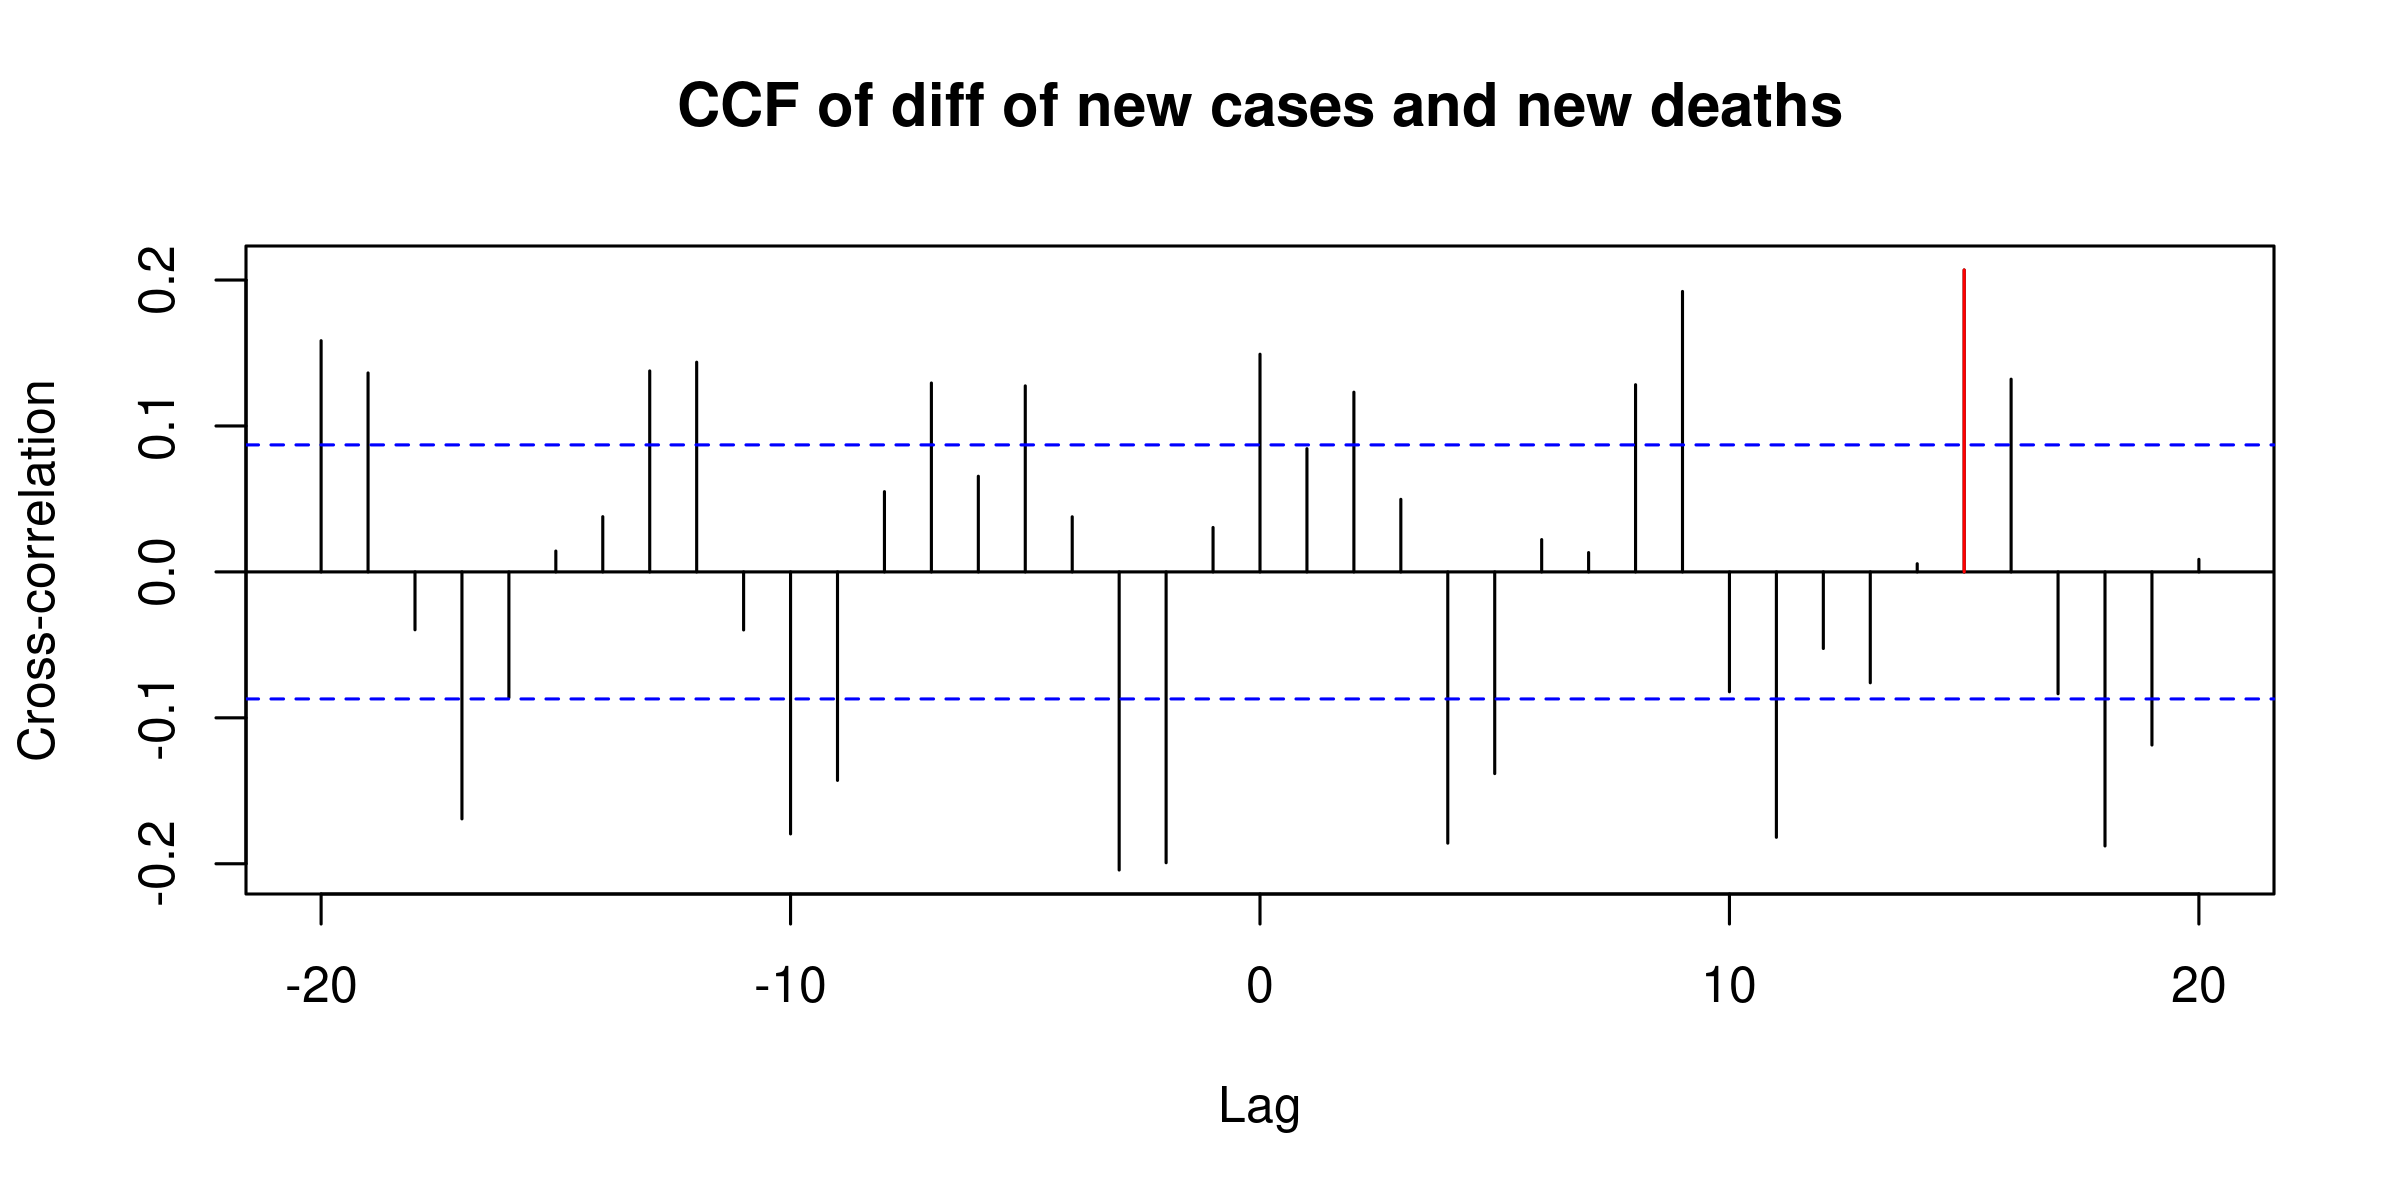 CCF of diff of new cases and new deaths
Cross-correlation
0.2
0.1
0.0
-0.1
-0.2
-20 -10 0 10 20
Lag